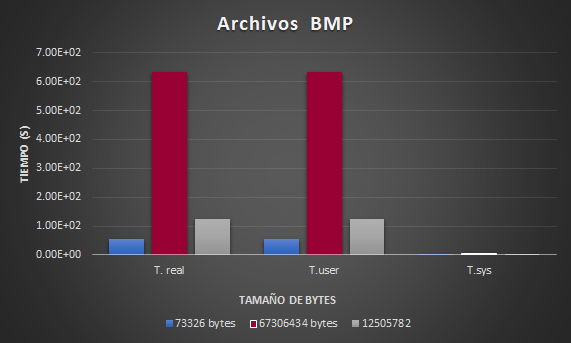 Archivos BMP
7.00E+02
6.00E+02
5.00E+02
4.00E+02
3.00E+02
2.00E+02
1.00E+02
0.00E+00
TIEMPO (S)
T. real
T.user
T.sys
TAMAÑO DE BYTES
73326 bytes
67306434 bytes
12505782